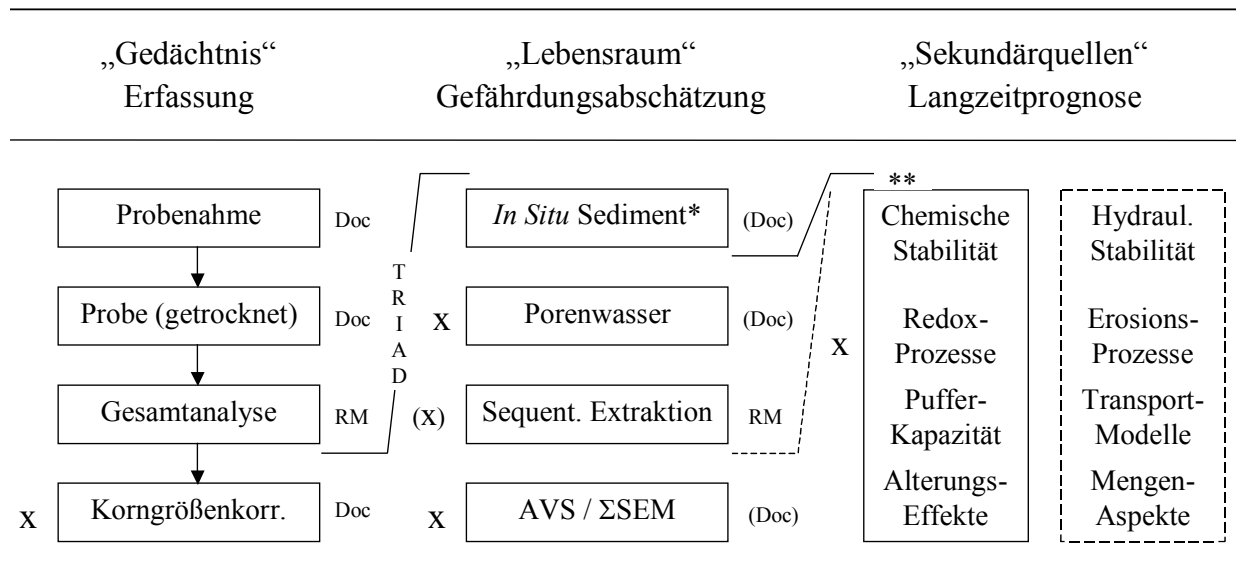 „Gedächtnis“
Erfassung
„Lebensraum“
Gefährdungsabschätzung
„Sekundärquellen“
Langzeitprognose
Probenahme
Doc
Probe (getrocknet)
Doc
Gesamtanalyse
RM
x
Korngrößenkorr.
Doc
TRIAD
In Situ Sediment*
(Doc)
x
Porenwasser
(Doc)
(x)
Sequent. Extraktion
RM
x
AVS / ΣSEM
(Doc)
x
**
Chemische
Stabilität
Redox-
Prozesse
Puffer-
Kapazität
Alterungs-
Effekte
Hydraul.
Stabilität
Erosions-
Prozesse
Transport-
Modelle
Mengen-
Aspekte